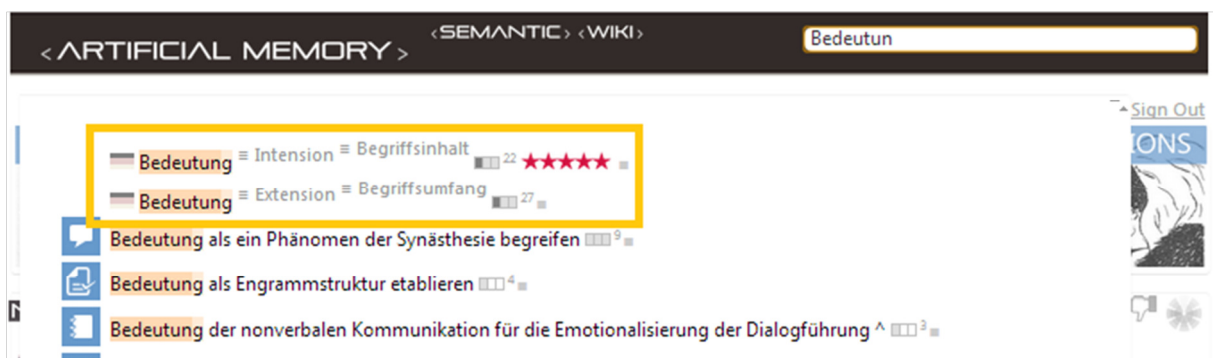 <ARTIFICIAL MEMORY> <SEMANTIC> <WIKI>
Bedeutun
Sign Out
IONS
Bedeutung ≡ Intension ≡ Begriffsinhalt 22 ★★★★★
Bedeutung ≡ Extension ≡ Begriffsumfang 27
Bedeutung als ein Phänomen der Synästhesie begreifen 9
Bedeutung als Engrammstruktur etablieren 4
Bedeutung der nonverbalen Kommunikation für die Emotionalisierung der Dialogführung ^ 3